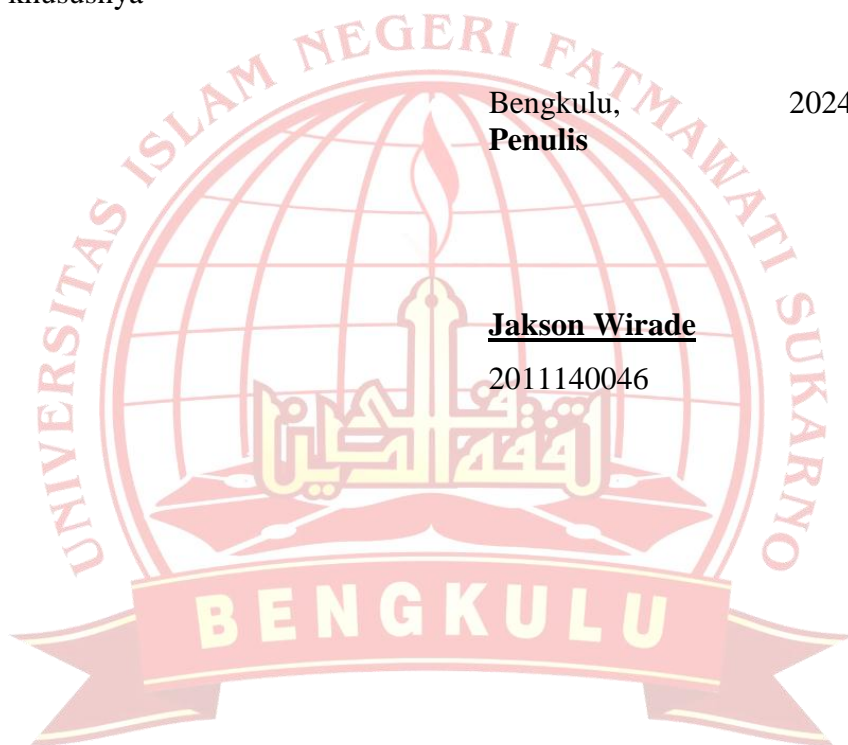 khususnya
Bengkulu, 2024
Penulis
Jakson Wirade
2011140046
UNIVERSITAS ISLAM NEGERI FATMAWATI SUKARNO
BENGKULU